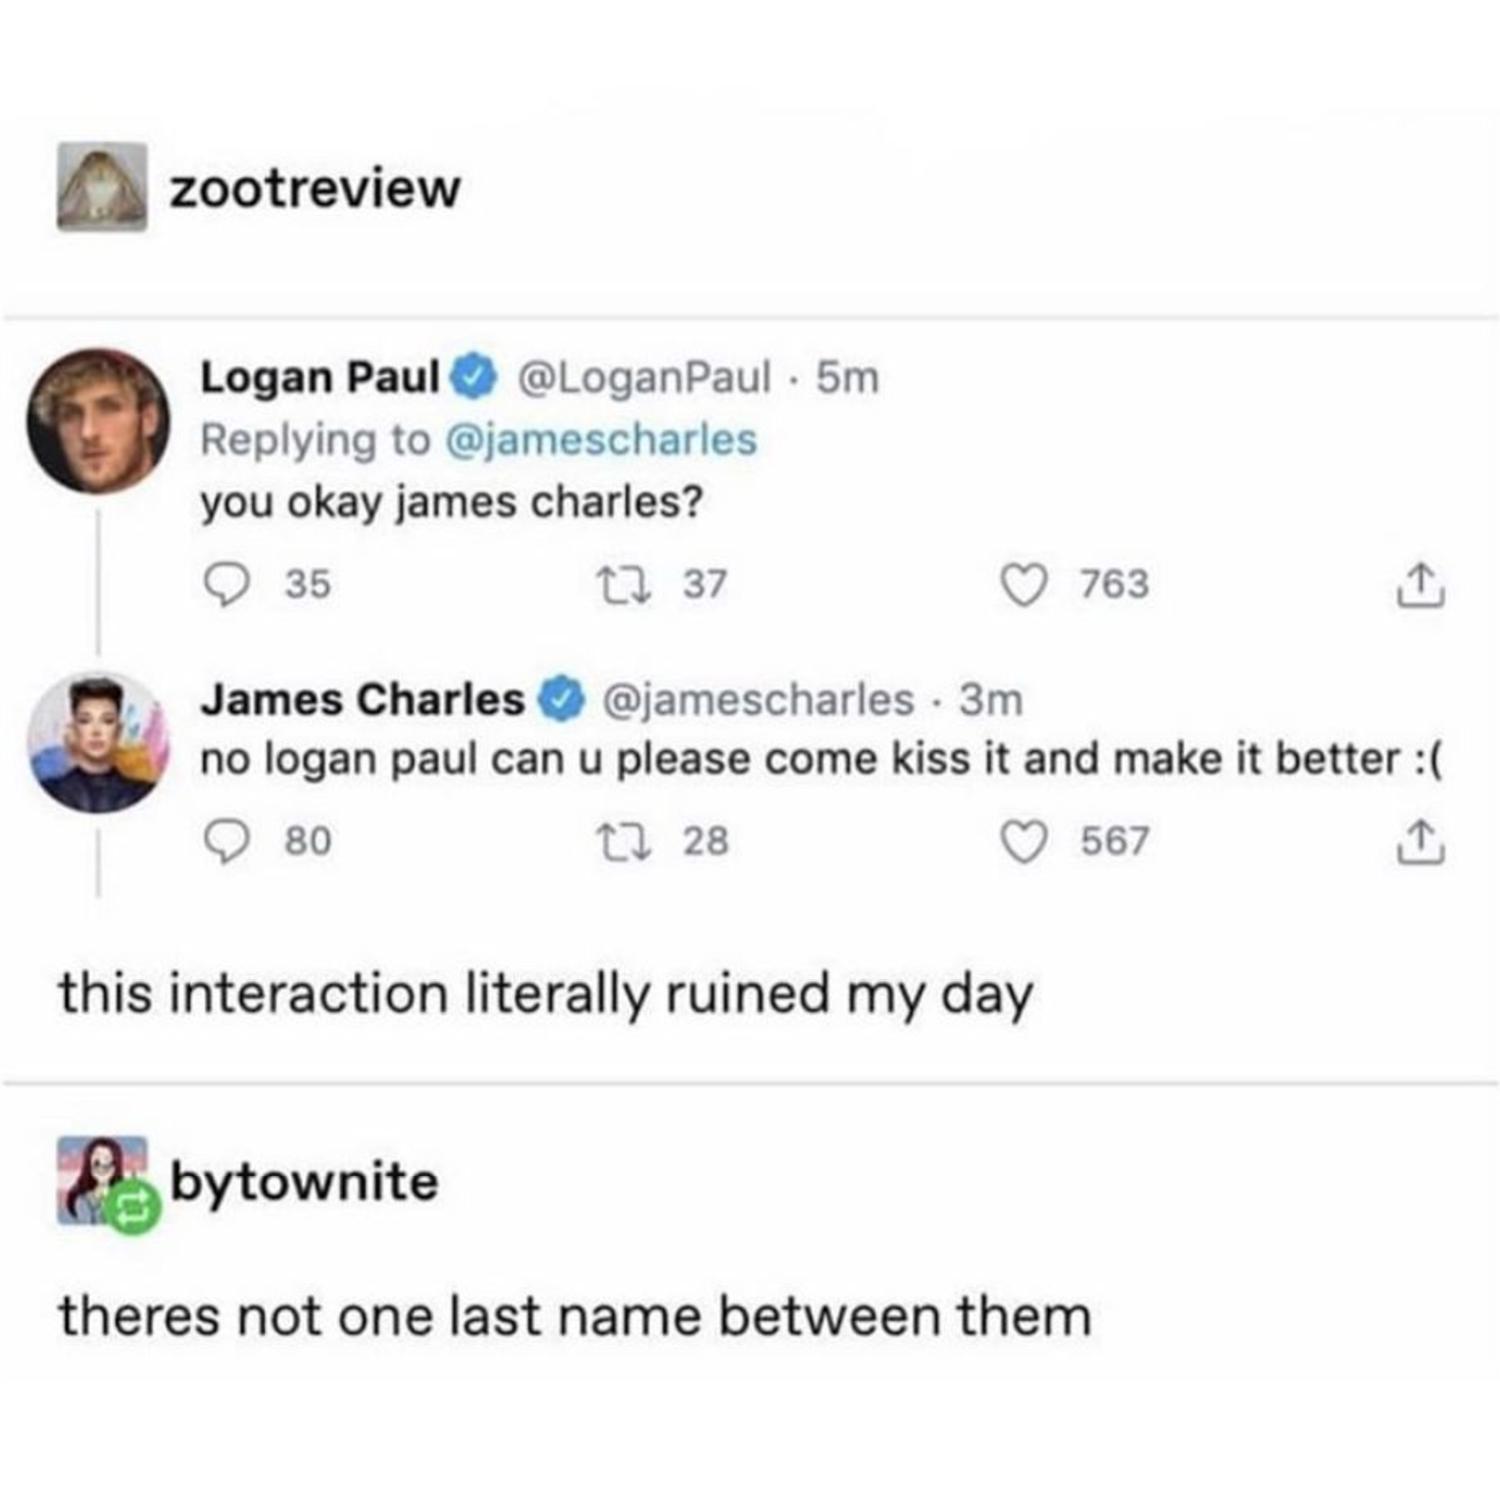 zootreview
Logan Paul @LoganPaul · 5m
Replying to @jamescharles
you okay james charles?
35 37 763
James Charles @jamescharles · 3m
no logan paul can u please come kiss it and make it better :(
80 28 567
this interaction literally ruined my day
bytownite
theres not one last name between them